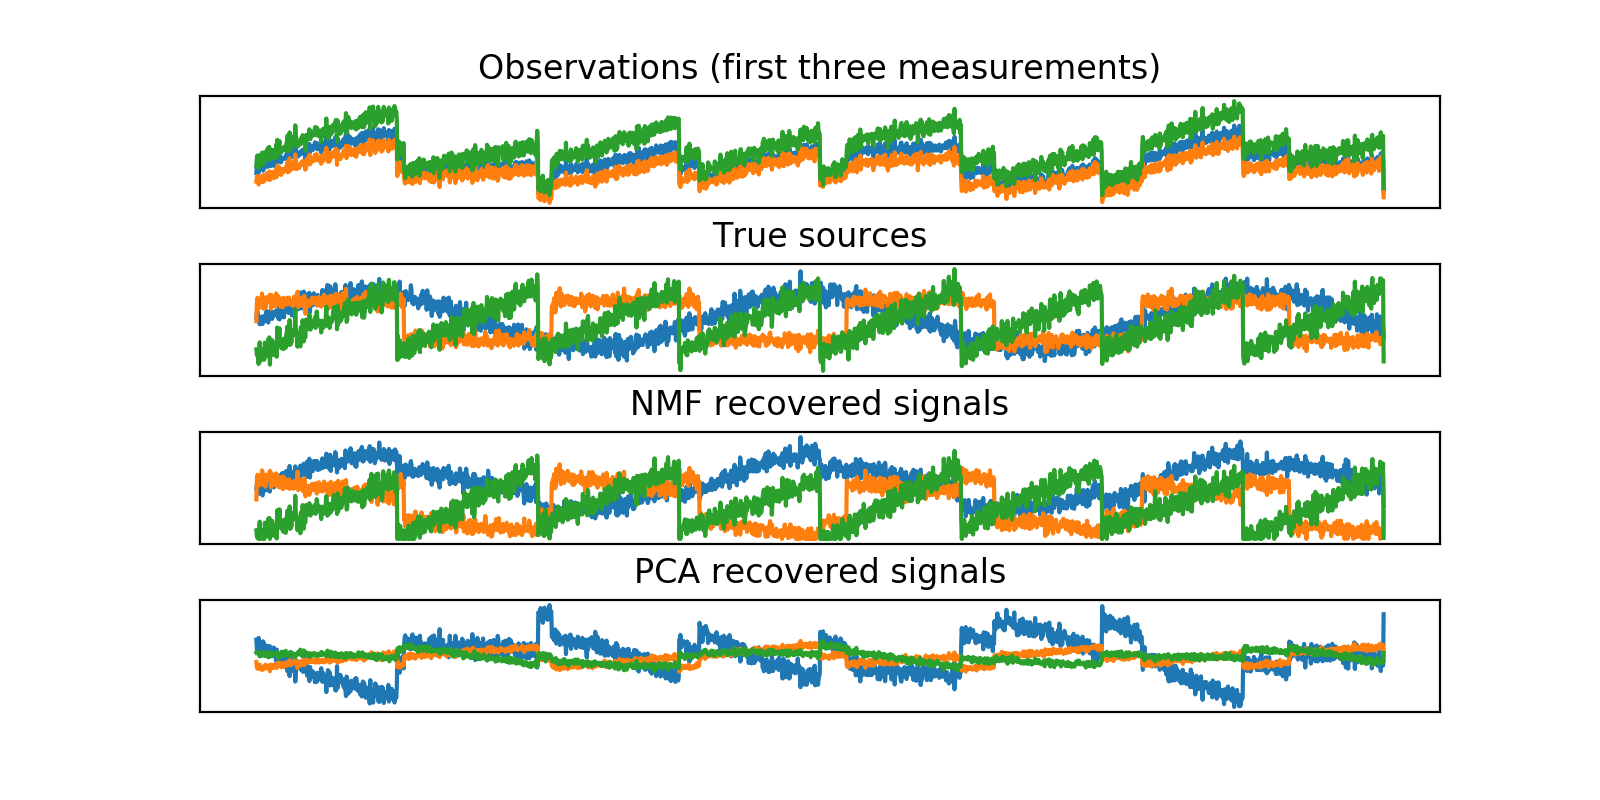 Observations (first three measurements)
True sources
NMF recovered signals
PCA recovered signals